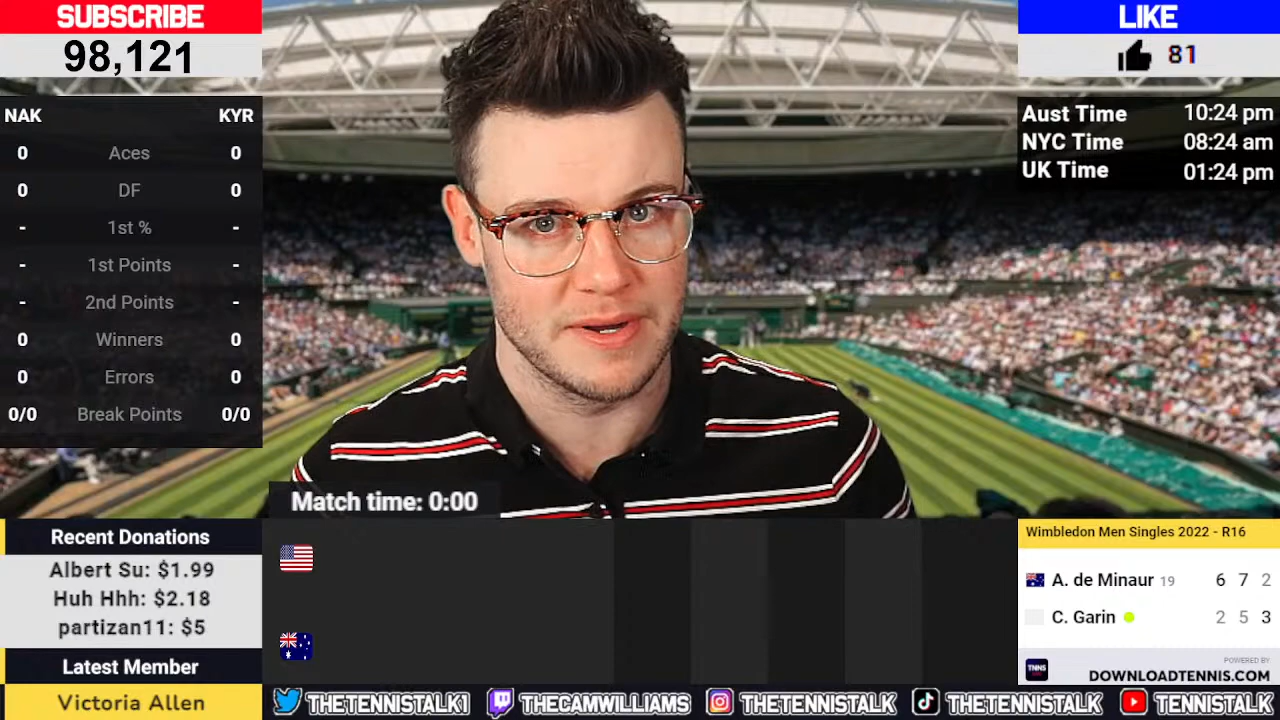 SUBSCRIBE
98,121
NAK KYR
0 Aces 0
0 DF 0
- 1st % -
- 1st Points -
- 2nd Points -
0 Winners 0
0 Errors 0
0/0 Break Points 0/0
LIKE
81
Aust Time 10:24 pm
NYC Time 08:24 am
UK Time 01:24 pm
Match time: 0:00
Recent Donations
Albert Su: $1.99
Huh Hhh: $2.18
partizan11: $5
Latest Member
Victoria Allen
Wimbledon Men Singles 2022 - R16
A. de Minaur 19 6 7 2
C. Garin 2 5 3
TNNS
POWERED BY
DOWNLOADTENNIS.COM
THETENNISTALK1 THECAMWILLIAMS THETENNISTALK THETENNISTALK TENNISTALK